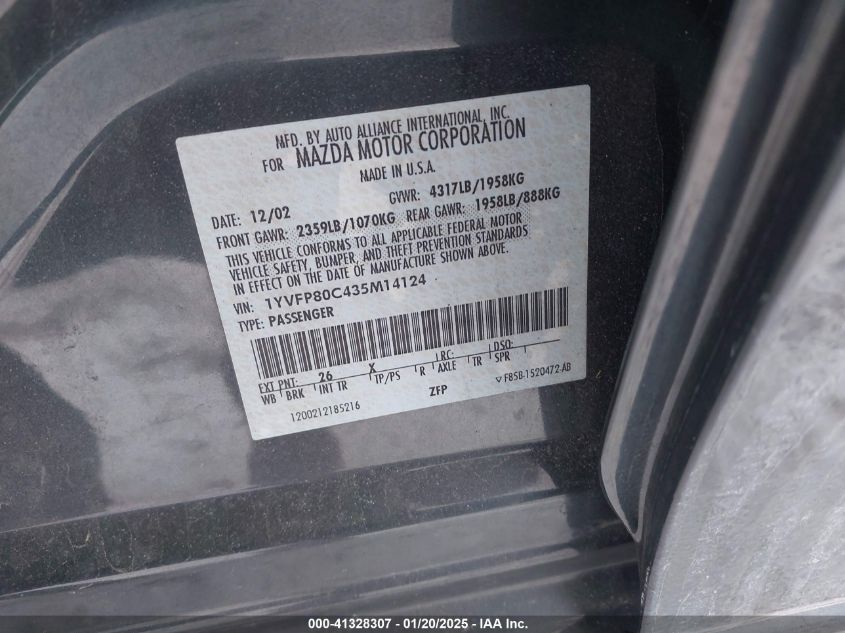 MFD. BY AUTO ALLIANCE INTERNATIONAL, INC.
FOR MAZDA MOTOR CORPORATION
MADE IN U.S.A.
DATE: 12/02 GVWR: 4317LB/1958KG
FRONT GAWR: 2359LB/1070KG REAR GAWR: 1958LB/888KG
THIS VEHICLE CONFORMS TO ALL APPLICABLE FEDERAL MOTOR
VEHICLE SAFETY, BUMPER, AND THEFT PREVENTION STANDARDS
IN EFFECT ON THE DATE OF MANUFACTURE SHOWN ABOVE.
VIN: 1YVFP80C435M14124
TYPE: PASSENGER
EXT PNT: 26 X RC: DSO:
WB BRK INT TR TP/PS R AXLE TR SPR
1200212185216 ZFP F85B-1520472-AB
000-41328307 - 01/20/2025 - IAA Inc.